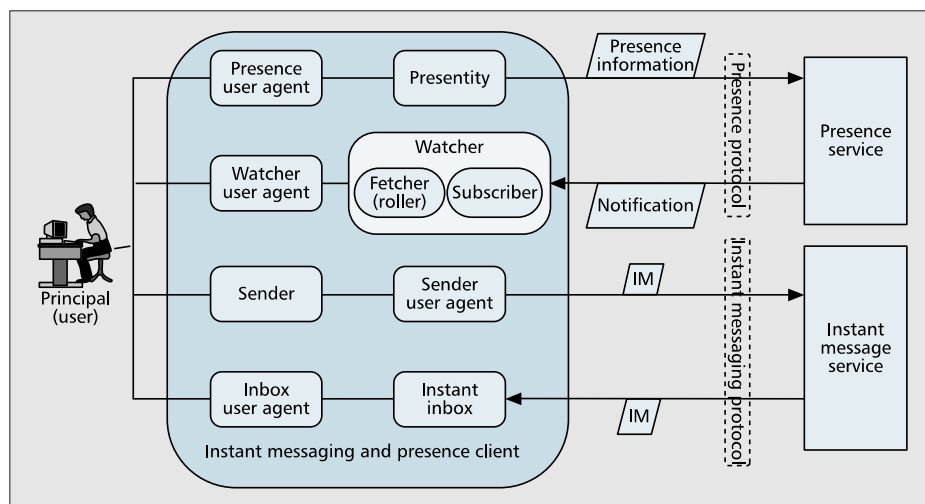 Presence
information
Presence
user agent
Presentity
Presence protocol
Presence
service
Watcher
Watcher
user agent
Fetcher
(roller)
Subscriber
Notification
Principal
(user)
Sender
Sender
user agent
IM
Instant messaging protocol
Instant
message
service
Inbox
user agent
Instant
inbox
IM
Instant messaging and presence client